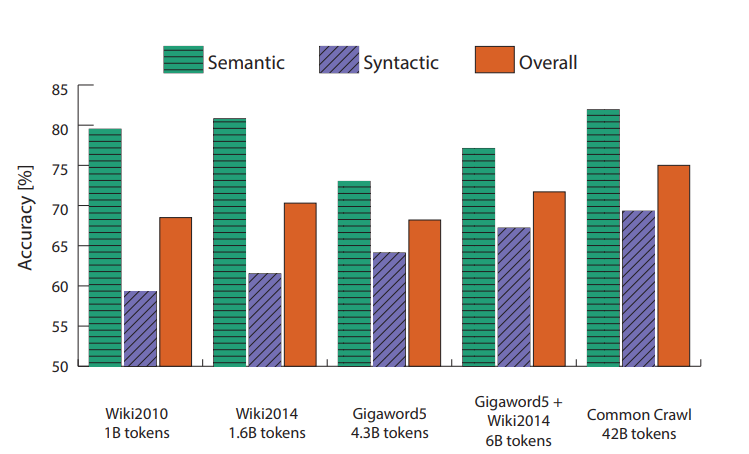 Semantic Syntactic Overall
85
80
75
70
65
60
55
50
Accuracy [%]
Wiki2010
1B tokens
Wiki2014
1.6B tokens
Gigaword5
4.3B tokens
Gigaword5 +
Wiki2014
6B tokens
Common Crawl
42B tokens